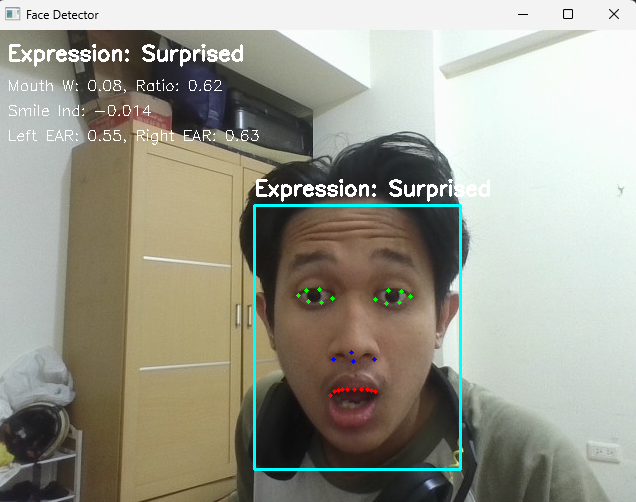 Face Detector
Expression: Surprised
Mouth W: 0.08, Ratio: 0.62
Smile Ind: -0.014
Left EAR: 0.55, Right EAR: 0.63
Expression: Surprised